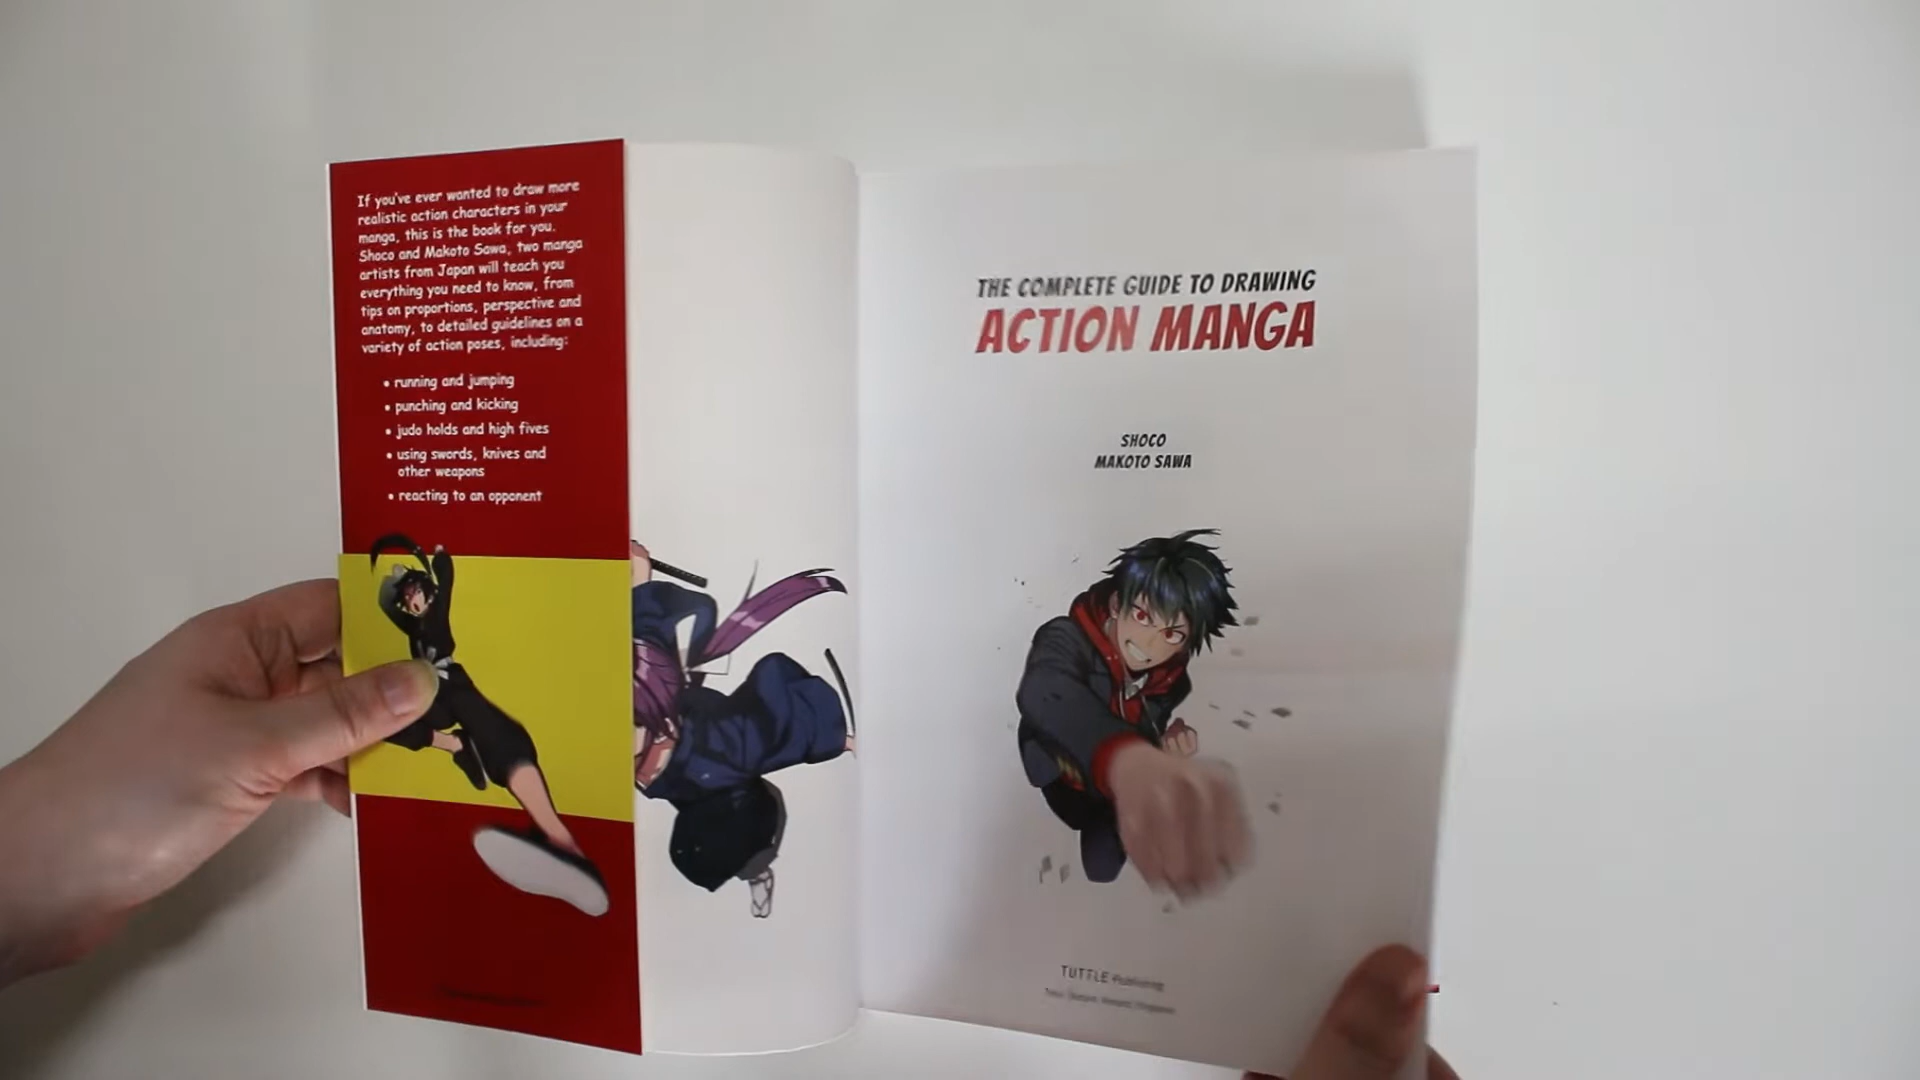 If you've ever wanted to draw more
realistic action characters in your
manga, this is the book for you.
Shoco and Makoto Sawa, two manga
artists from Japan will teach you
everything you need to know, from
tips on proportions, perspective and
anatomy, to detailed guidelines on a
variety of action poses, including:
• running and jumping
• punching and kicking
• judo holds and high fives
• using swords, knives and
other weapons
• reacting to an opponent
THE COMPLETE GUIDE TO DRAWING
ACTION MANGA
SHOCO
MAKOTO SAWA
TUTTLE Publishing